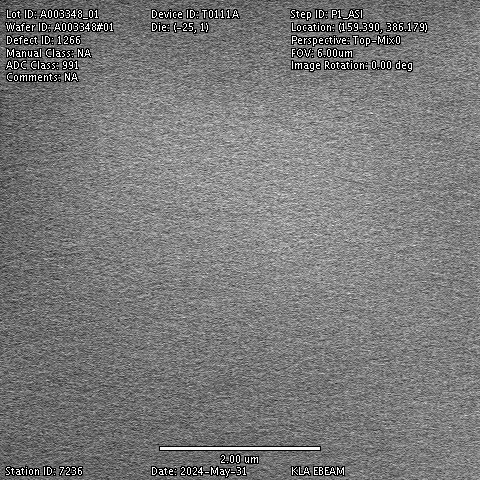 Lot ID: A003348_01
Wafer ID: A003348#01
Defect ID: 1266
Manual Class: NA
ADC Class: 991
Comments: NA
Device ID: T0111A
Die: (-25, 1)
Step ID: P1_ASI
Location: (159.390, 386.179)
Perspective: Top-Mix0
FOV: 6.00um
Image Rotation: 0.00 deg
2.00 um
Station ID: 7236
Date: 2024-May-31
KLA EBEAM